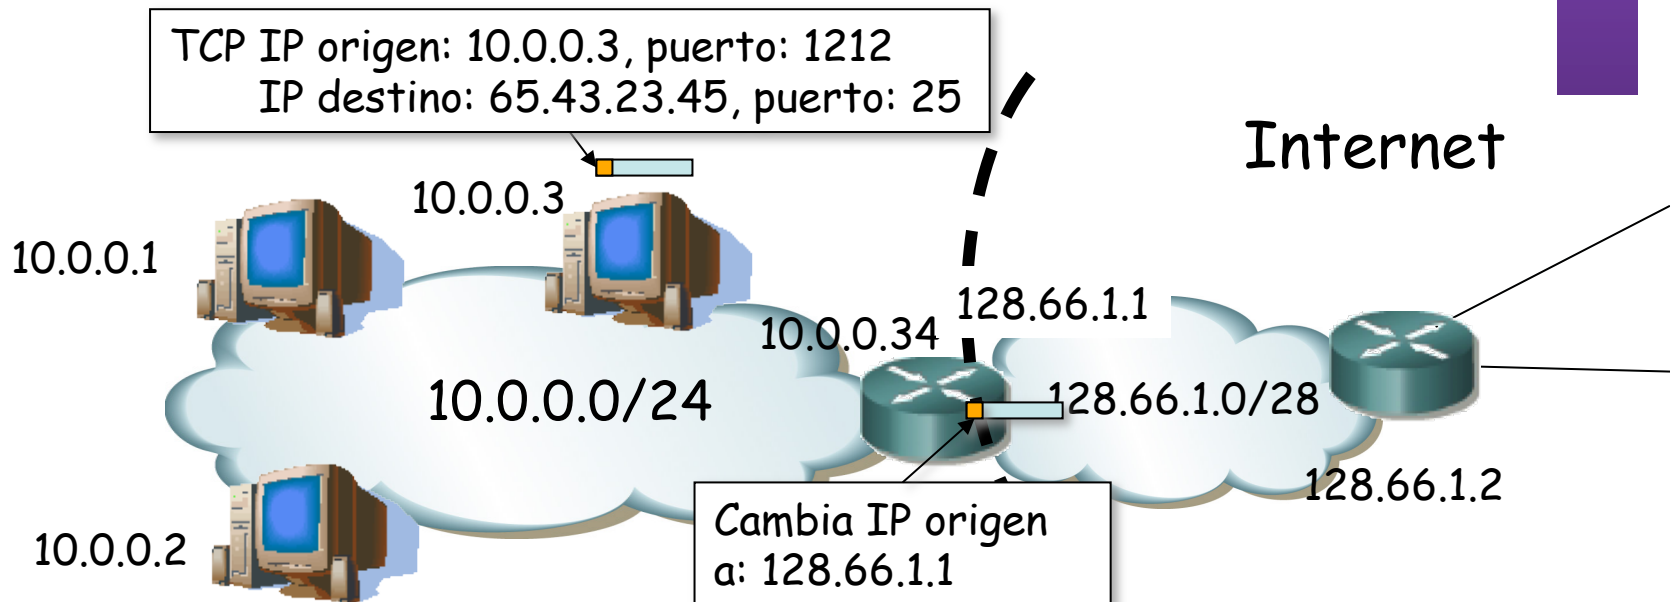 TCP IP origen: 10.0.0.3, puerto: 1212
IP destino: 65.43.23.45, puerto: 25
Internet
10.0.0.3
10.0.0.1
128.66.1.1
10.0.0.34
10.0.0.0/24
128.66.1.0/28
128.66.1.2
Cambia IP origen
a: 128.66.1.1
10.0.0.2